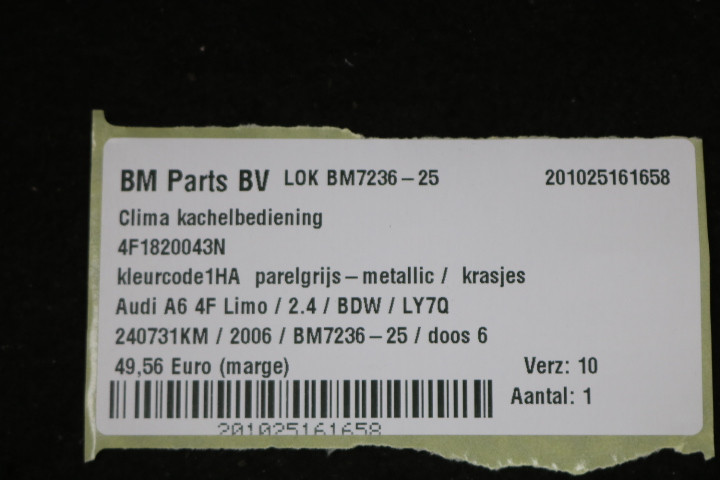 BM Parts BV LOK BM7236-25 201025161658
Clima kachelbediening
4F1820043N
kleurcode1HA parelgrijs-metallic / krasjes
Audi A6 4F Limo / 2.4 / BDW / LY7Q
240731KM / 2006 / BM7236-25 / doos 6
49,56 Euro (marge) Verz: 10
Aantal: 1
201025161658